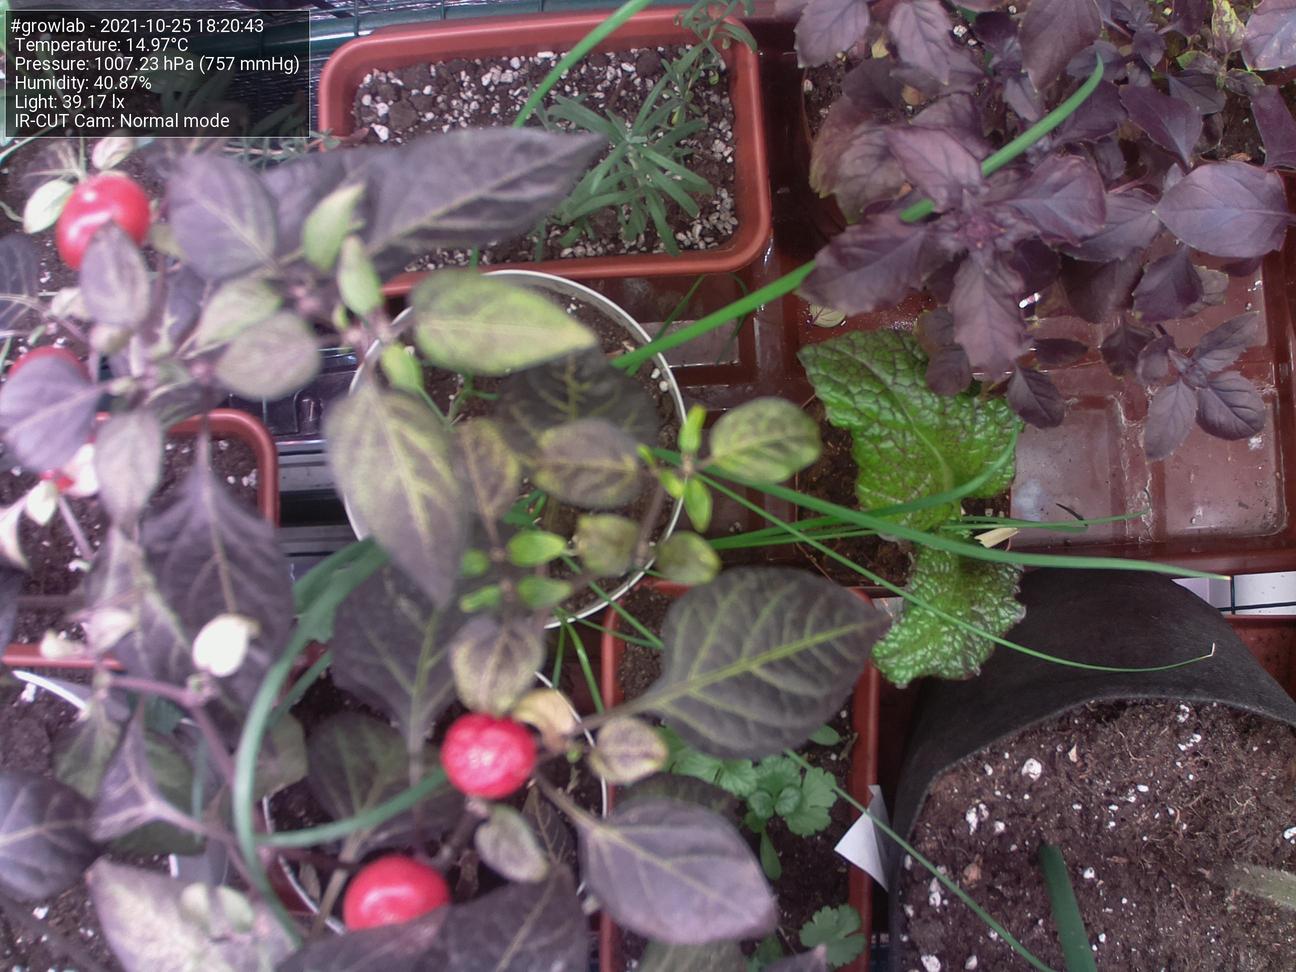 #growlab - 2021-10-25 18:20:43
Temperature: 14.97°C
Pressure: 1007.23 hPa (757 mmHg)
Humidity: 40.87%
Light: 39.17 lx
IR-CUT Cam: Normal mode